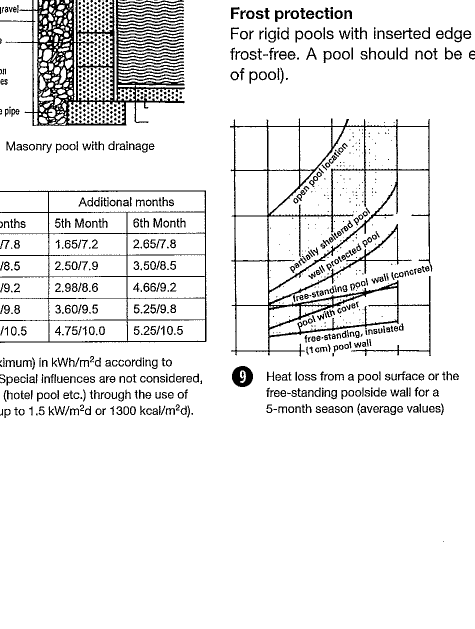 gravel
e
on
es
e pipe
Masonry pool with drainage
Frost protection
For rigid pools with inserted edge
frost-free. A pool should not be e
of pool).
Additional months
onths 5th Month 6th Month
/7.8 1.65/7.2 2.65/7.8
/8.5 2.50/7.9 3.50/8.5
/9.2 2.98/8.6 4.66/9.2
/9.8 3.60/9.5 5.25/9.8
/10.5 4.75/10.0 5.25/10.5
ximum) in kWh/m²d according to
Special influences are not considered,
(hotel pool etc.) through the use of
up to 1.5 kW/m²d or 1300 kcal/m²d).
open pool location
partially sheltered pool
well protected pool
free-standing pool wall (concrete)
pool with cover
free-standing, insulated
(1cm) pool wall
9 Heat loss from a pool surface or the
free-standing poolside wall for a
5-month season (average values)